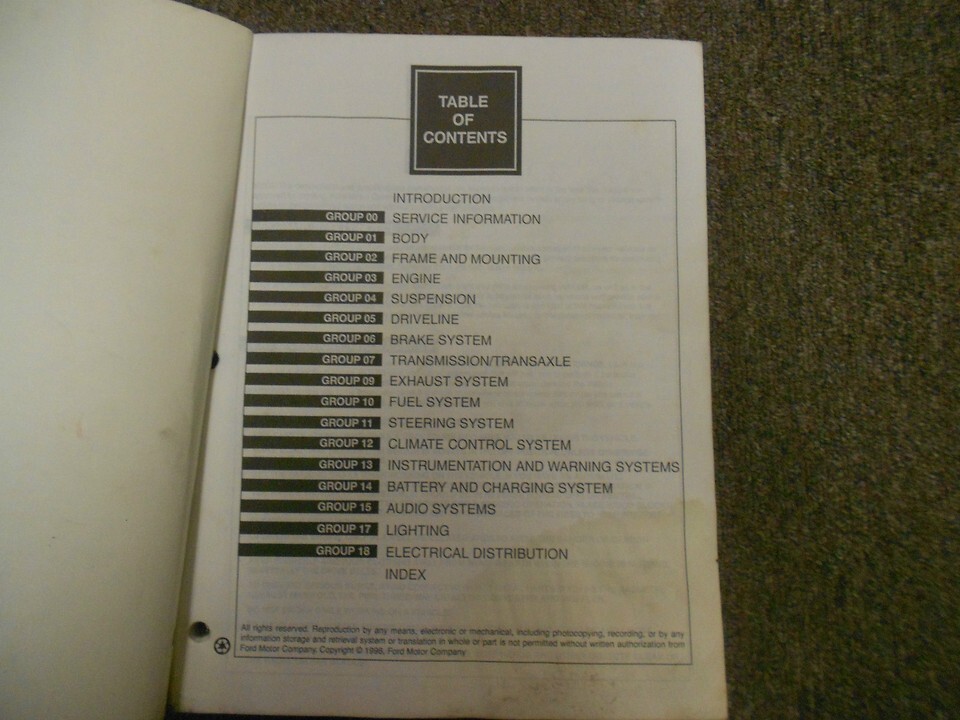 TABLE
OF
CONTENTS
INTRODUCTION
GROUP 00 SERVICE INFORMATION
GROUP 01 BODY
GROUP 02 FRAME AND MOUNTING
GROUP 03 ENGINE
GROUP 04 SUSPENSION
GROUP 05 DRIVELINE
GROUP 06 BRAKE SYSTEM
GROUP 07 TRANSMISSION/TRANSAXLE
GROUP 09 EXHAUST SYSTEM
GROUP 10 FUEL SYSTEM
GROUP 11 STEERING SYSTEM
GROUP 12 CLIMATE CONTROL SYSTEM
GROUP 13 INSTRUMENTATION AND WARNING SYSTEMS
GROUP 14 BATTERY AND CHARGING SYSTEM
GROUP 15 AUDIO SYSTEMS
GROUP 17 LIGHTING
GROUP 18 ELECTRICAL DISTRIBUTION
INDEX
All rights reserved. Reproduction by any means, electronic or mechanical, including photocopying, recording, or by any
information storage and retrieval system or translation in whole or part is not permitted without written authorization from
Ford Motor Company. Copyright © 1998, Ford Motor Company